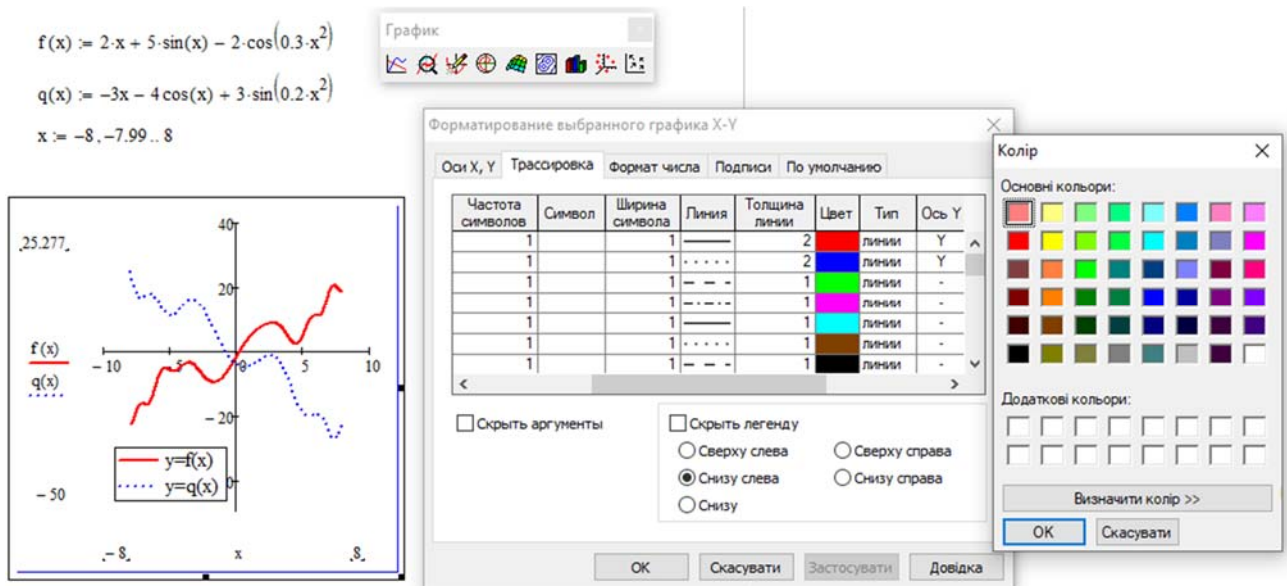 f(x) := 2·x + 5·sin(x) − 2·cos(0.3·x²)
q(x) := −3x − 4 cos(x) + 3·sin(0.2·x²)
x := −8, −7.99 .. 8
График
Форматирование выбранного графика X-Y
Оси X, Y Трассировка Формат числа Подписи По умолчанию
Частота символов Символ Ширина символа Линия Толщина линии Цвет Тип Ось Y
1 1 2 линии Y
1 1 2 линии Y
1 1 1 линии -
1 1 1 линии -
1 1 1 линии -
1 1 1 линии -
1 1 1 линии -
Скрыть аргументы
Скрыть легенду
Сверху слева Сверху справа
Снизу слева Снизу справа
Снизу
OK Скасувати Застосувати Довідка
Колір
Основні кольори:
Додаткові кольори:
Визначити колір >>
OK Скасувати
25.277
40
20
f(x)
q(x)
−10 −5 0 5 10
−20
y=f(x)
y=q(x)
−50
−8 x 8